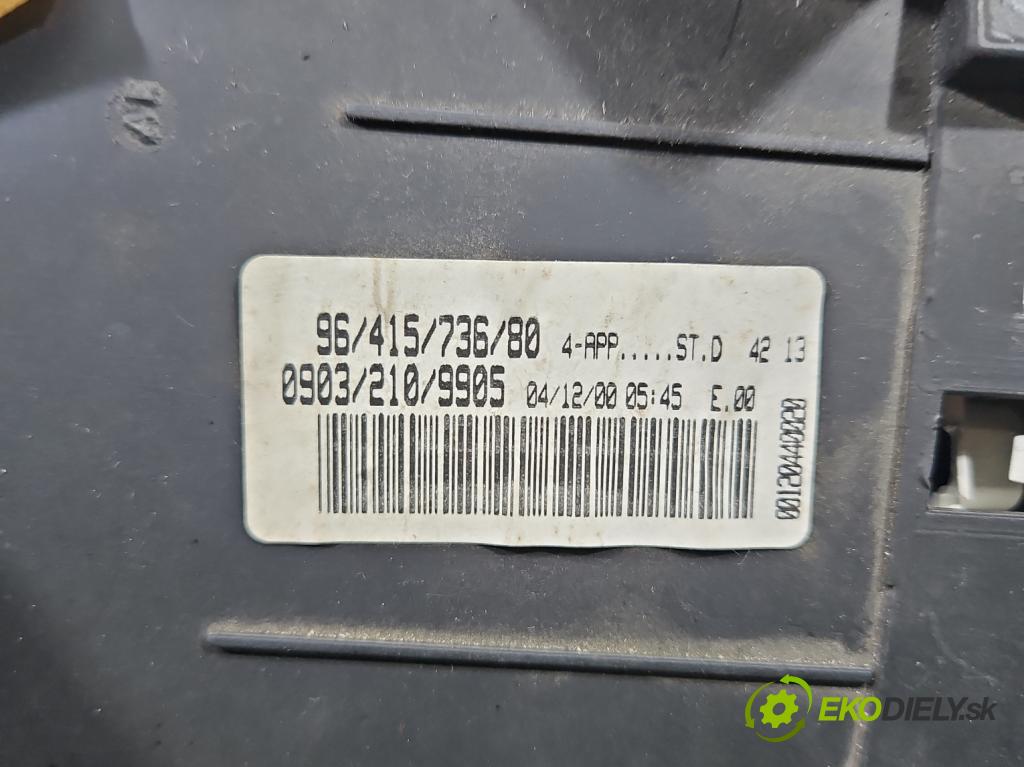 96/415/736/80 4-APP.....ST.D 42 13
0903/210/9905 04/12/00 05:45 E.00
00120440020
EKODIELY.sk